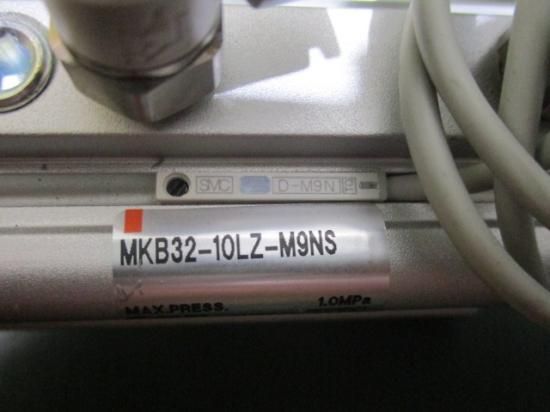 SMC D-M9N
MKB32-10LZ-M9NS
MAX.PRESS. 1.0MPa